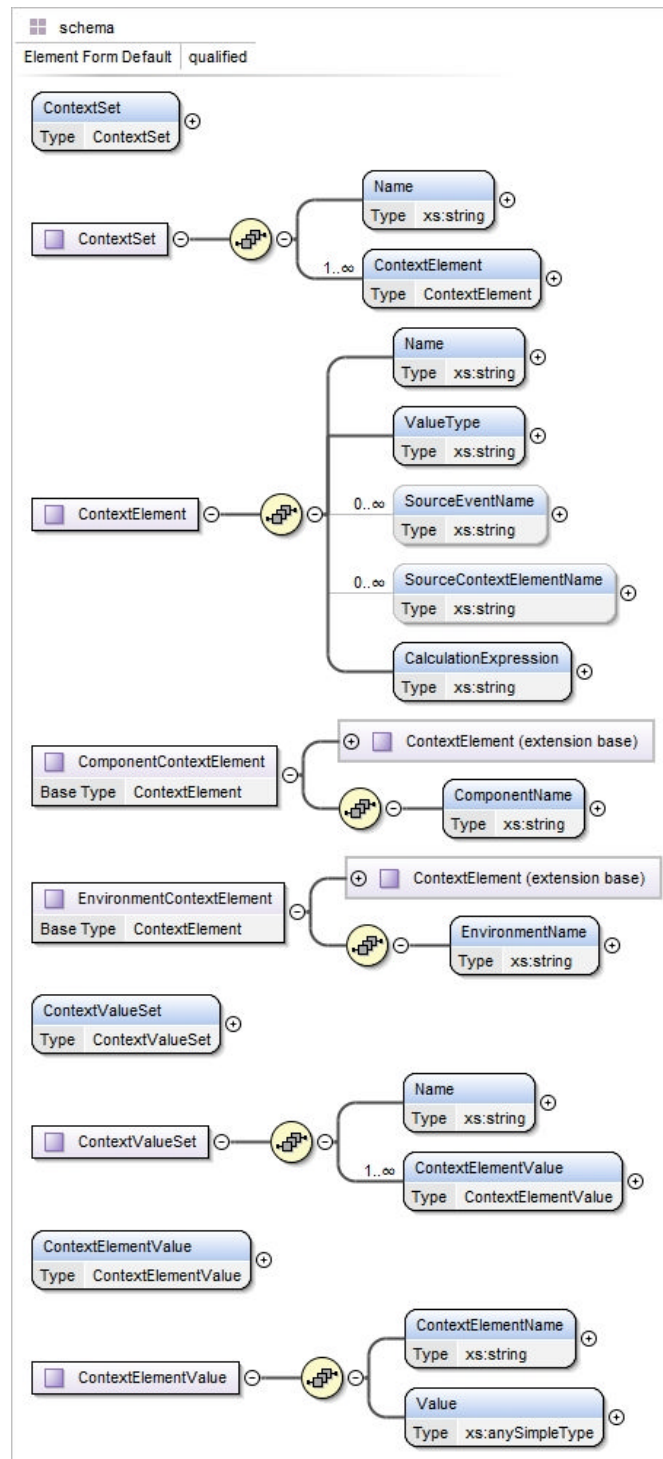 schema
Element Form Default qualified
ContextSet
Type ContextSet
ContextSet
Name
Type xs:string
1..∞
ContextElement
Type ContextElement
ContextElement
Name
Type xs:string
ValueType
Type xs:string
0..∞
SourceEventName
Type xs:string
0..∞
SourceContextElementName
Type xs:string
CalculationExpression
Type xs:string
ComponentContextElement
Base Type ContextElement
ContextElement (extension base)
ComponentName
Type xs:string
EnvironmentContextElement
Base Type ContextElement
ContextElement (extension base)
EnvironmentName
Type xs:string
ContextValueSet
Type ContextValueSet
ContextValueSet
Name
Type xs:string
1..∞
ContextElementValue
Type ContextElementValue
ContextElementValue
Type ContextElementValue
ContextElementValue
ContextElementName
Type xs:string
Value
Type xs:anySimpleType